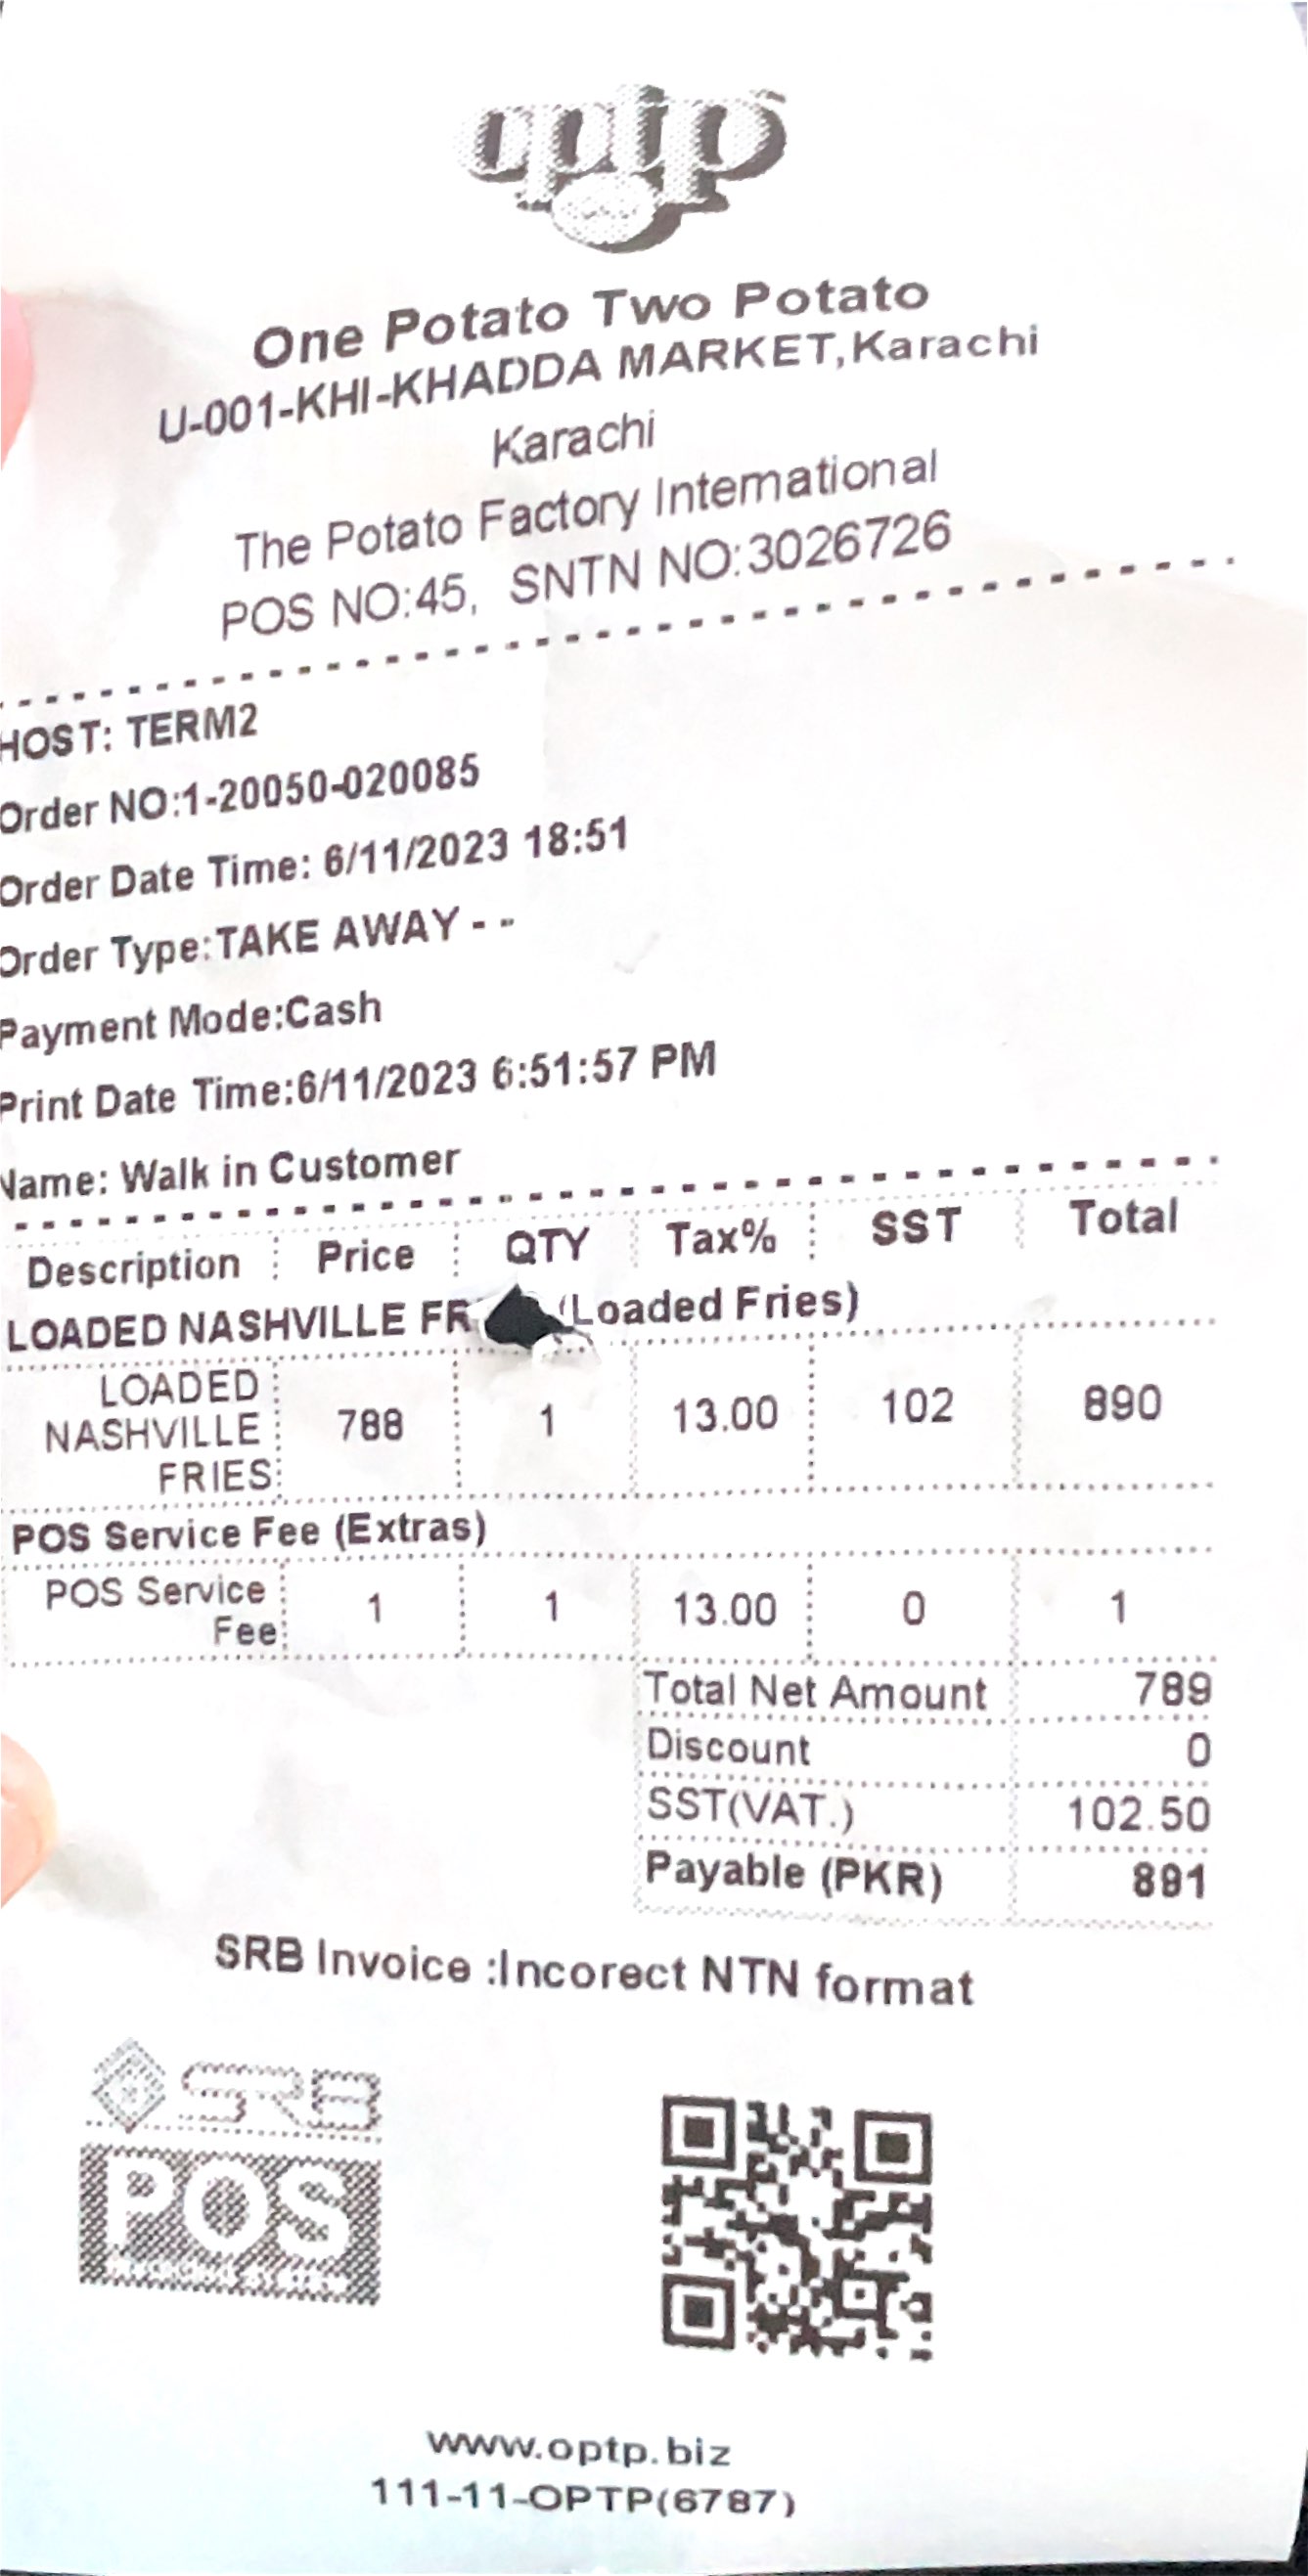 optp
One Potato Two Potato
U-001-KHI-KHADDA MARKET,Karachi
Karachi
The Potato Factory International
POS NO:45, SNTN NO:3026726
HOST: TERM2
Order NO:1-20050-020085
Order Date Time: 6/11/2023 18:51
Order Type:TAKE AWAY - -
Payment Mode:Cash
Print Date Time:6/11/2023 6:51:57 PM
Name: Walk in Customer
Description Price QTY Tax% SST Total
LOADED NASHVILLE FR (Loaded Fries)
LOADED NASHVILLE FRIES 788 1 13.00 102 890
POS Service Fee (Extras)
POS Service Fee 1 1 13.00 0 1
Total Net Amount 789
Discount 0
SST(VAT.) 102.50
Payable (PKR) 891
SRB Invoice :Incorect NTN format
SRB
POS
www.optp.biz
111-11-OPTP(6787)